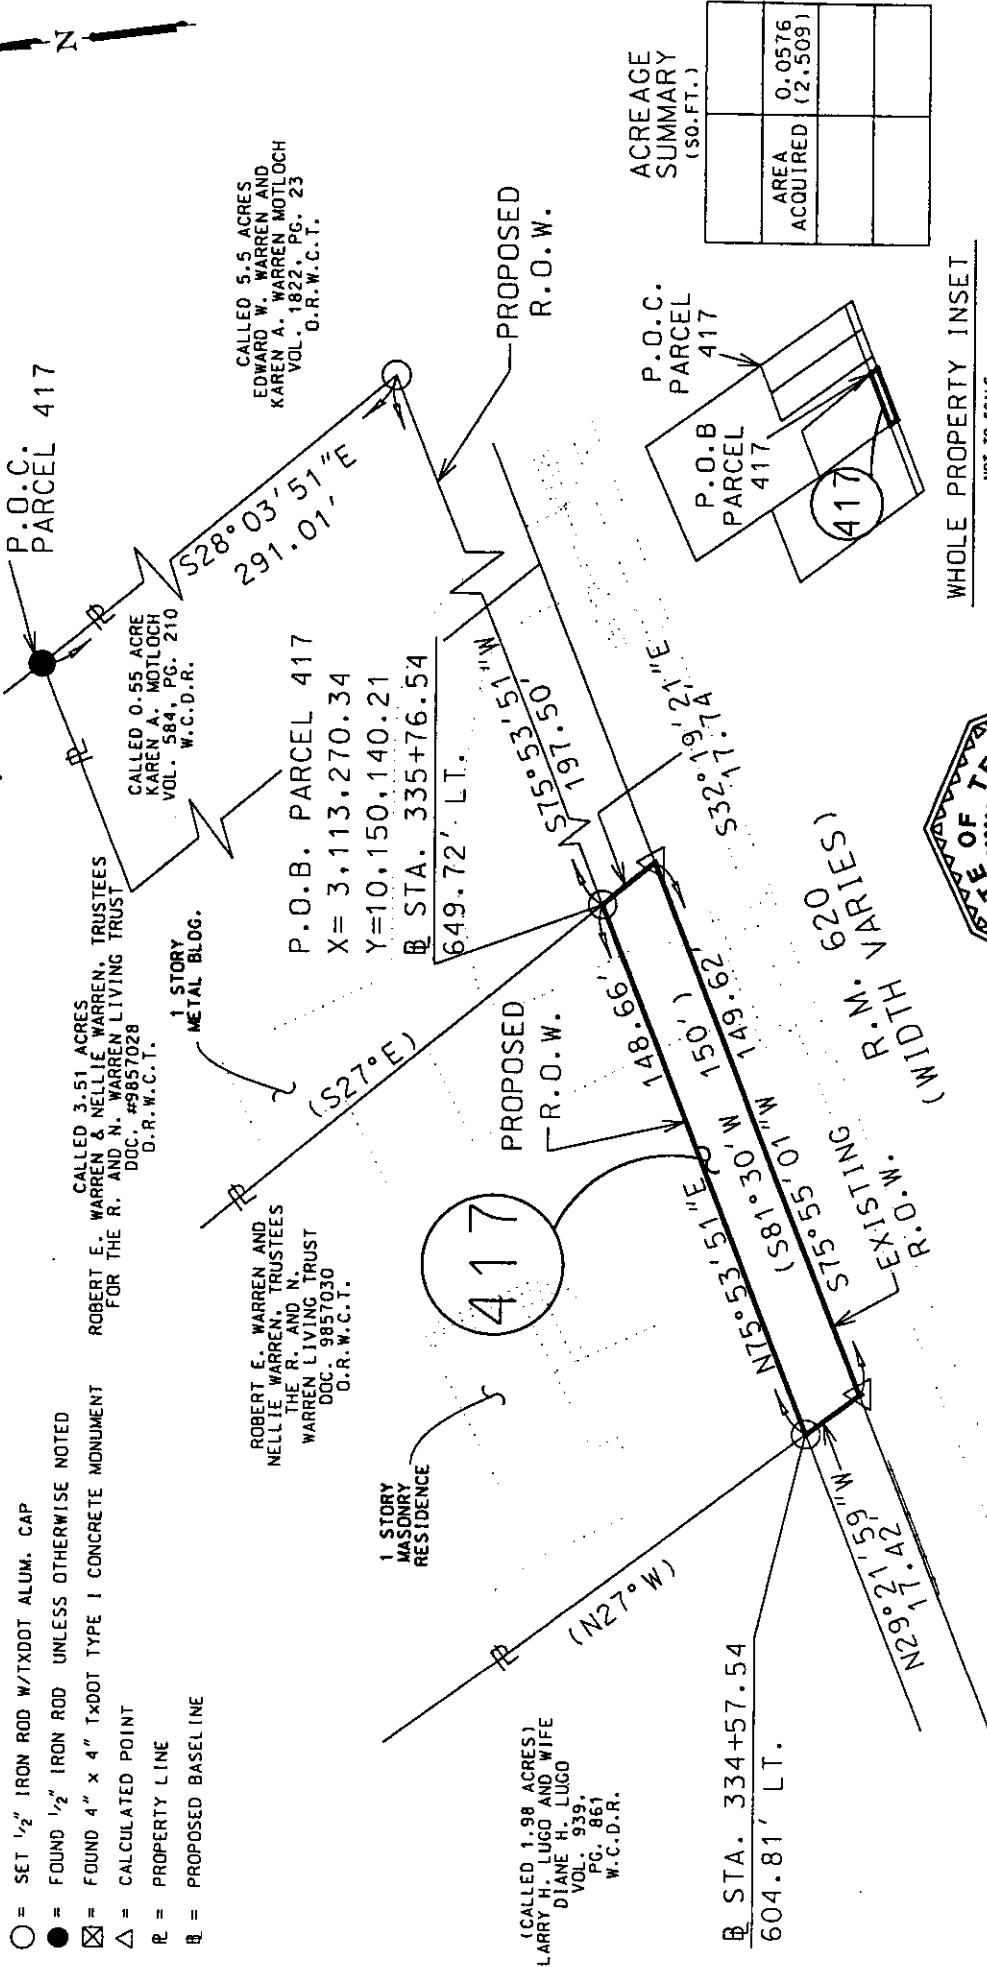 ○ = SET 1/2" IRON ROD W/TXDOT ALUM. CAP
● = FOUND 1/2" IRON ROD UNLESS OTHERWISE NOTED
☒ = FOUND 4" x 4" TxDOT TYPE I CONCRETE MONUMENT
△ = CALCULATED POINT
℄ = PROPERTY LINE
℄ = PROPOSED BASELINE
N
P.O.C.
PARCEL 417
CALLED 3.51 ACRES
ROBERT E. WARREN & NELLIE WARREN, TRUSTEES
FOR THE R. AND N. WARREN LIVING TRUST
DOC. #9857028
O.R.W.C.T.
CALLED 0.55 ACRE
KAREN A. MOTLOCH
VOL. 584, PG. 210
W.C.D.R.
S28°03'51"E
291.01'
CALLED 5.5 ACRES
EDWARD W. WARREN AND
KAREN A. WARREN MOTLOCH
VOL. 1822, PG. 23
O.R.W.C.T.
1 STORY
METAL BLDG.
ROBERT E. WARREN AND
NELLIE WARREN, TRUSTEES
THE R. AND N.
WARREN LIVING TRUST
DOC. 9857030
O.R.W.C.T.
(S27°E)
P.O.B. PARCEL 417
X= 3,113,270.34
Y=10,150,140.21
STA. 335+76.54
649.72' LT.
PROPOSED
R.O.W.
1 STORY
MASONRY
RESIDENCE
417
PROPOSED
R.O.W.
S75°53'51"W
197.50'
(N27°W)
N75°53'51"E
148.66'
(S81°30'W 150')
S75°55'01"W 149.62'
S32°19'21"E
17.74'
(CALLED 1.98 ACRES)
LARRY H. LUGO AND WIFE
DIANE H. LUGO
VOL. 939,
PG. 861
W.C.D.R.
STA. 334+57.54
604.81' LT.
N29°21'59"W
17.42'
EXISTING
R.O.W.
R.M. 620
(WIDTH VARIES)
P.O.C.
PARCEL
417
P.O.B
PARCEL
417
417
WHOLE PROPERTY INSET
NOT TO SCALE
ACREAGE
SUMMARY
(SQ.FT.)
AREA
ACQUIRED
0.0576
(2,509)
TE OF TE